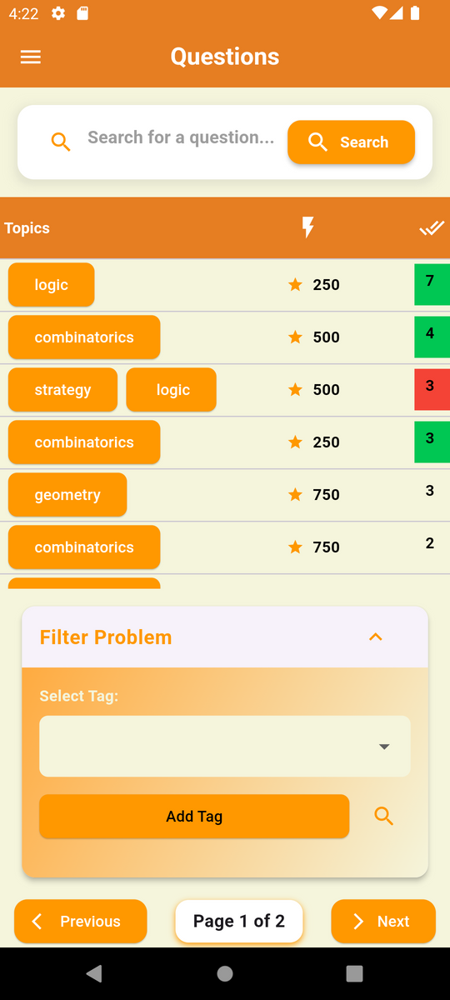 4:22
Questions
Search for a question...
Search
Topics
logic 250 7
combinatorics 500 4
strategy logic 500 3
combinatorics 250 3
geometry 750 3
combinatorics 750 2
Filter Problem
Select Tag:
Add Tag
Previous Page 1 of 2 Next